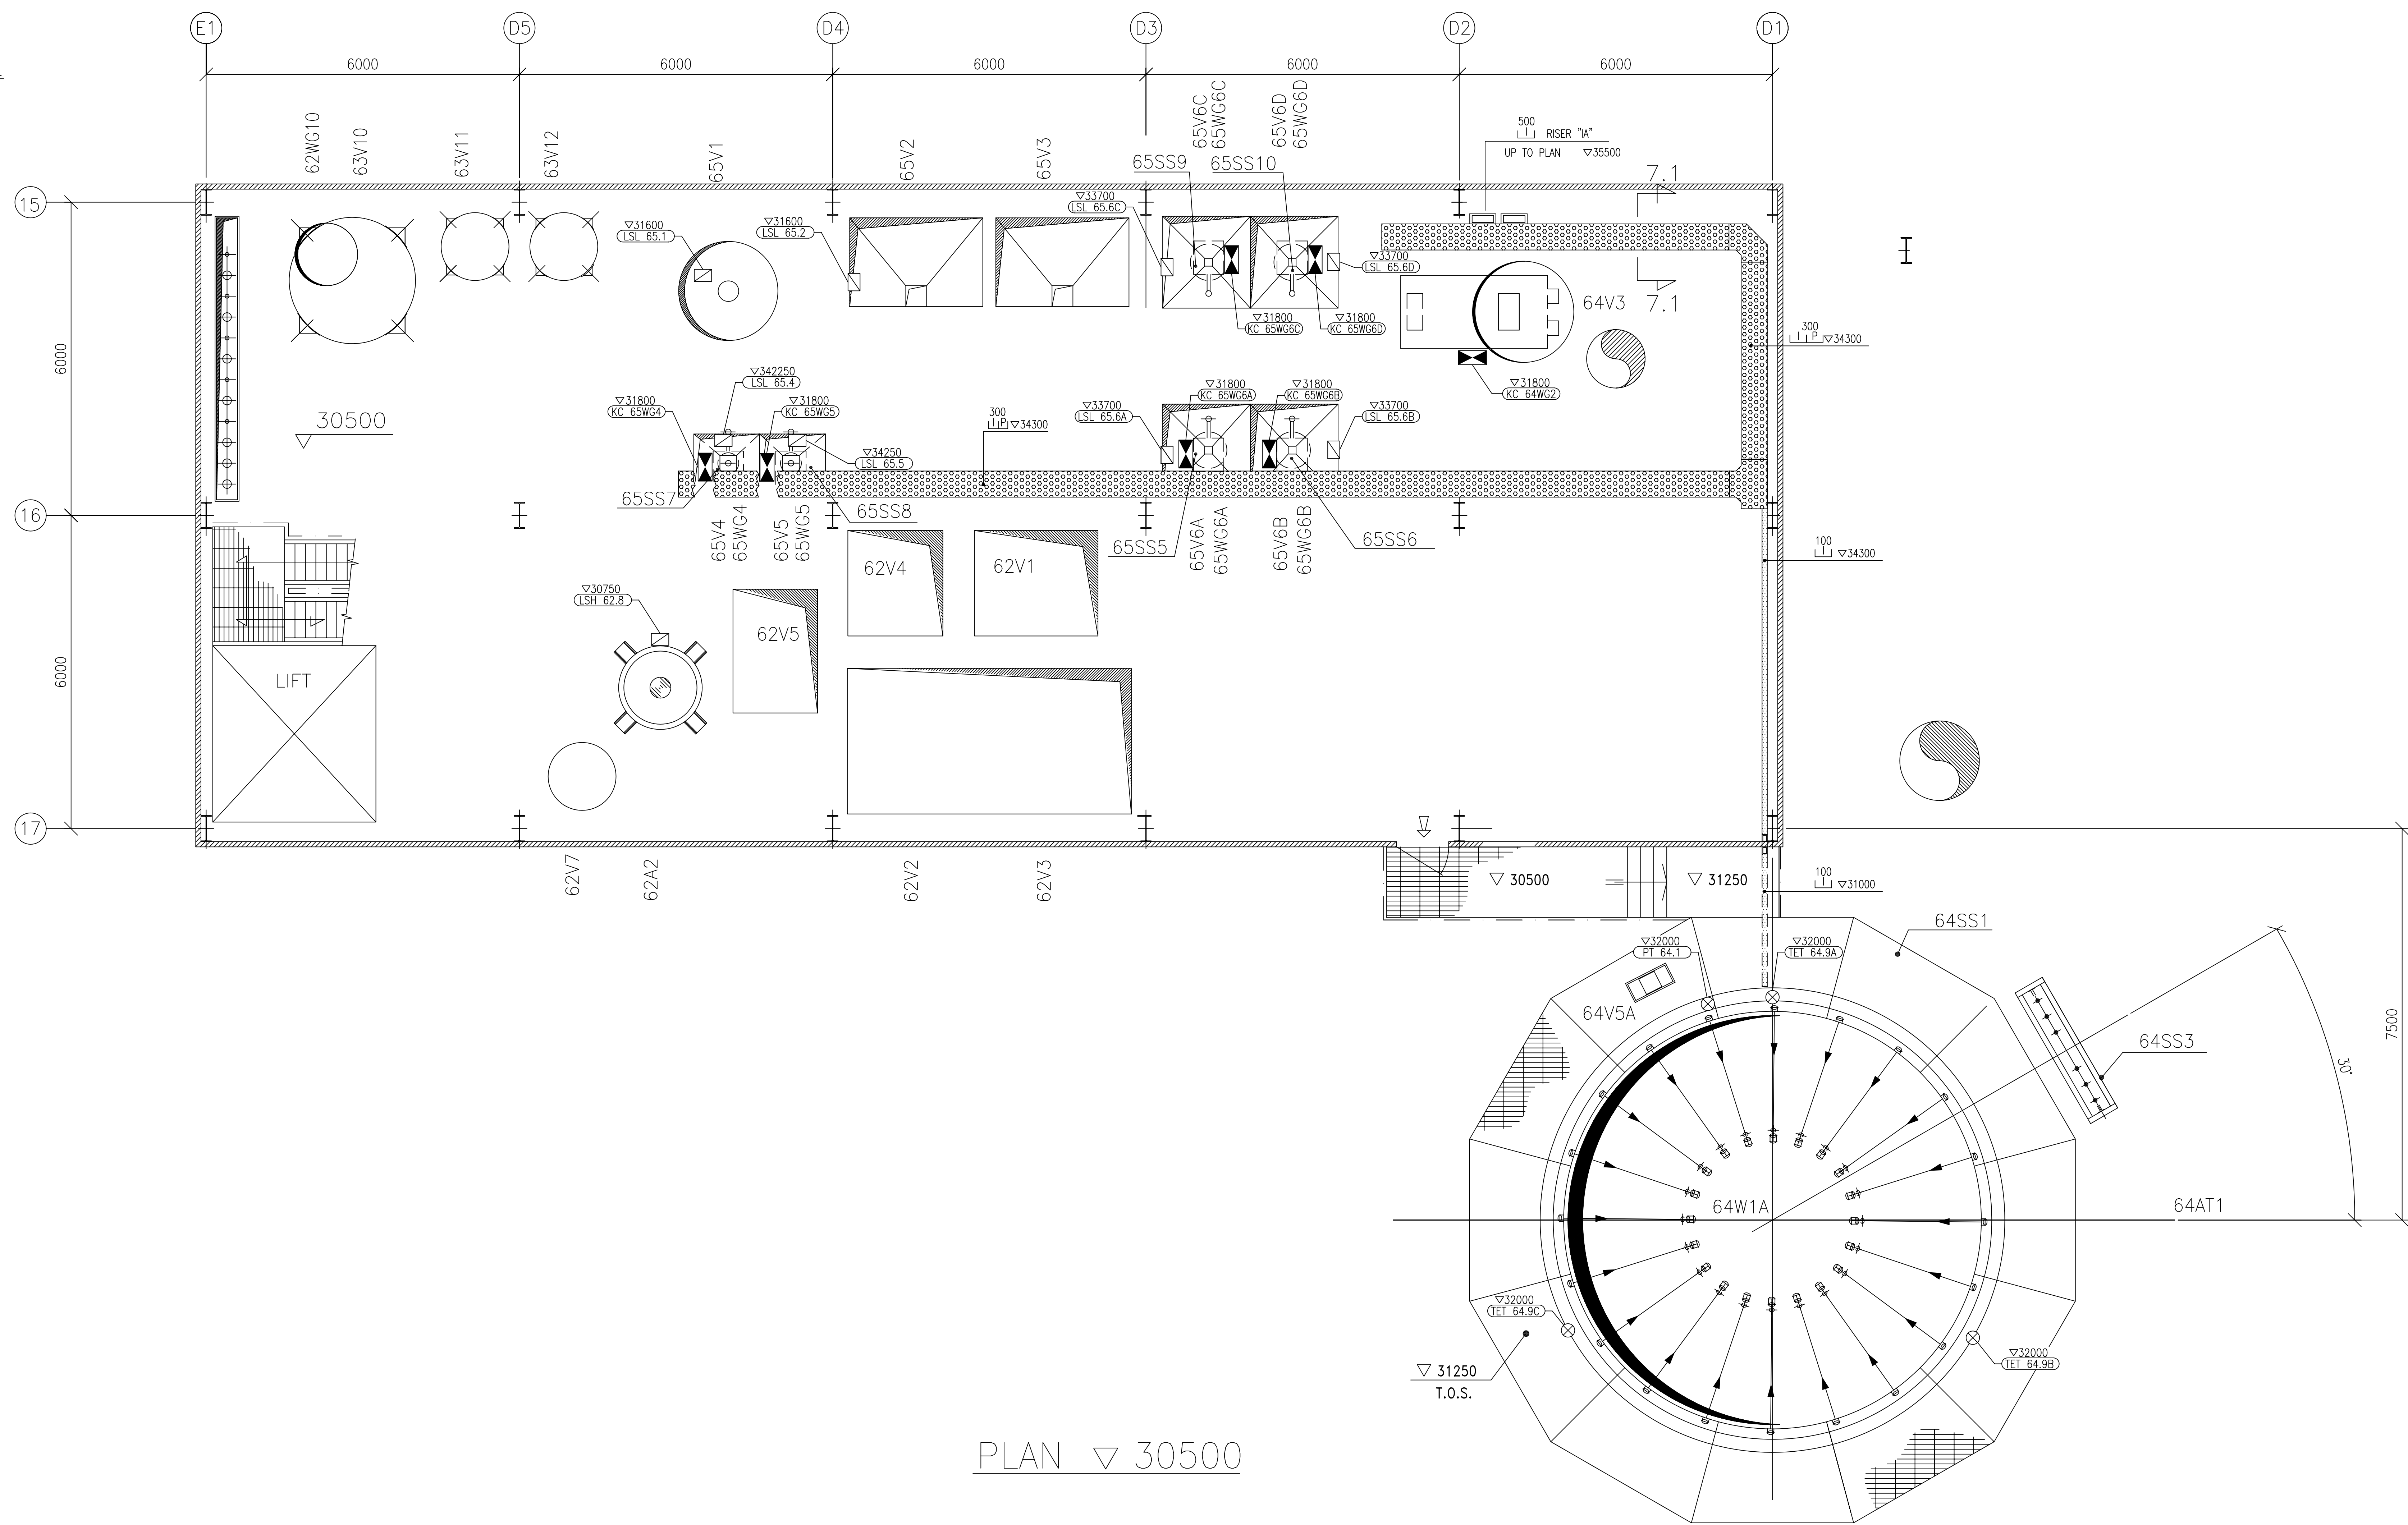 E1
D5
D4
D3
D2
D1
6000
6000
6000
6000
6000
62WG10
63V10
63V11
63V12
65V1
65V2
65V3
65V6C
65WG6C
65V6D
65WG6D
65SS9
65SS10
500
RISER "IA"
UP TO PLAN ▽35500
7.1
15
▽33700
LSL 65.6C
▽31600
LSL 65.1
▽31600
LSL 65.2
▽33700
LSL 65.6D
64V3
7.1
▽31800
KC 65WG6C
▽31800
KC 65WG6D
300
P ▽34300
6000
▽342250
LSL 65.4
▽31800
KC 65WG4
▽31800
KC 65WG5
▽31800
KC 65WG6A
▽31800
KC 65WG6B
▽31800
KC 64WG2
30500
▽
300
P ▽34300
▽33700
LSL 65.6A
▽33700
LSL 65.6B
▽34250
LSL 65.5
65SS7
65SS8
16
65V4
65WG4
65V5
65WG5
65SS5
65V6A
65WG6A
65V6B
65WG6B
65SS6
100
▽34300
62V4
62V1
▽30750
LSH 62.8
62V5
6000
LIFT
17
62V7
62A2
62V2
62V3
▽ 30500
▽ 31250
100
▽31000
64SS1
▽32000
PT 64.1
▽32000
TET 64.9A
64V5A
64SS3
7500
30°
64W1A
64AT1
▽32000
TET 64.9C
▽32000
TET 64.9B
▽ 31250
T.O.S.
PLAN ▽ 30500